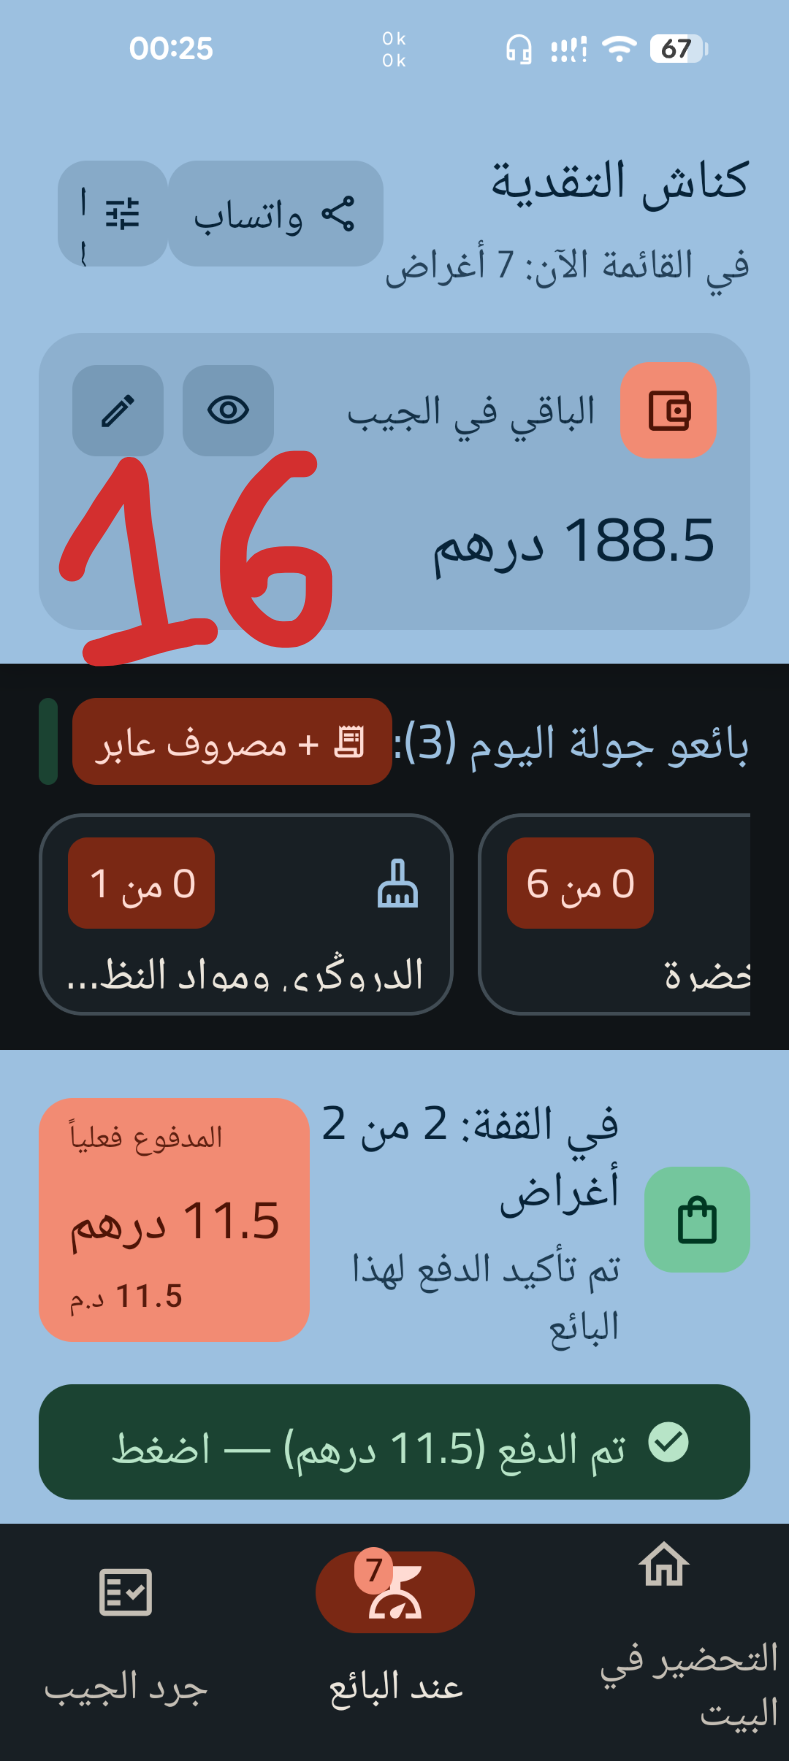 00:25
0k
0k
67
كناش التقدية
واتساب
في القائمة الآن: 7 أغراض
الباقي في الجيب
188.5 درهم
16
بائعو جولة اليوم (3):
+ مصروف عابر
0 من 6
0 من 1
خضرة
الدروݣري ومواد النظ...
في القفة: 2 من 2
أغراض
تم تأكيد الدفع لهذا
البائع
المدفوع فعلياً
11.5 درهم
11.5 د.م
تم الدفع (11.5 درهم) — اضغط
التحضير في
البيت
7
عند البائع
جرد الجيب